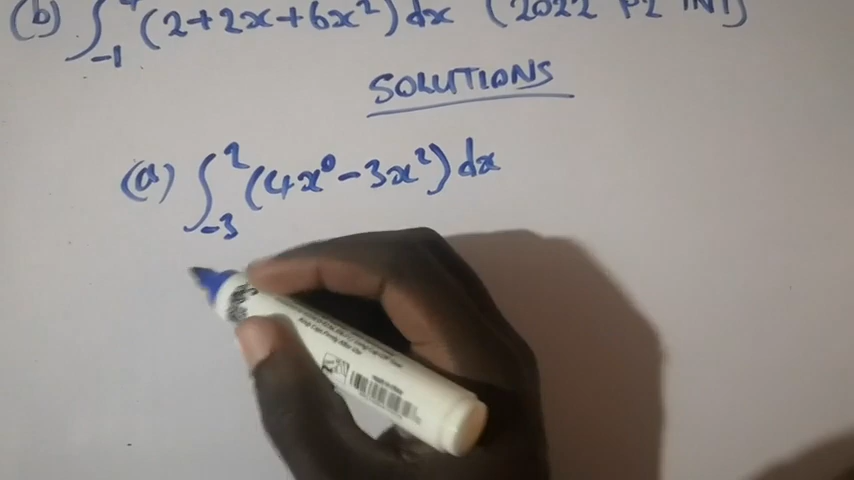 (b) ∫₋₁ (2+2x+6x²)dx (2022 P2 INT)
SOLUTIONS
(a) ∫₋₃² (4x⁰-3x²)dx